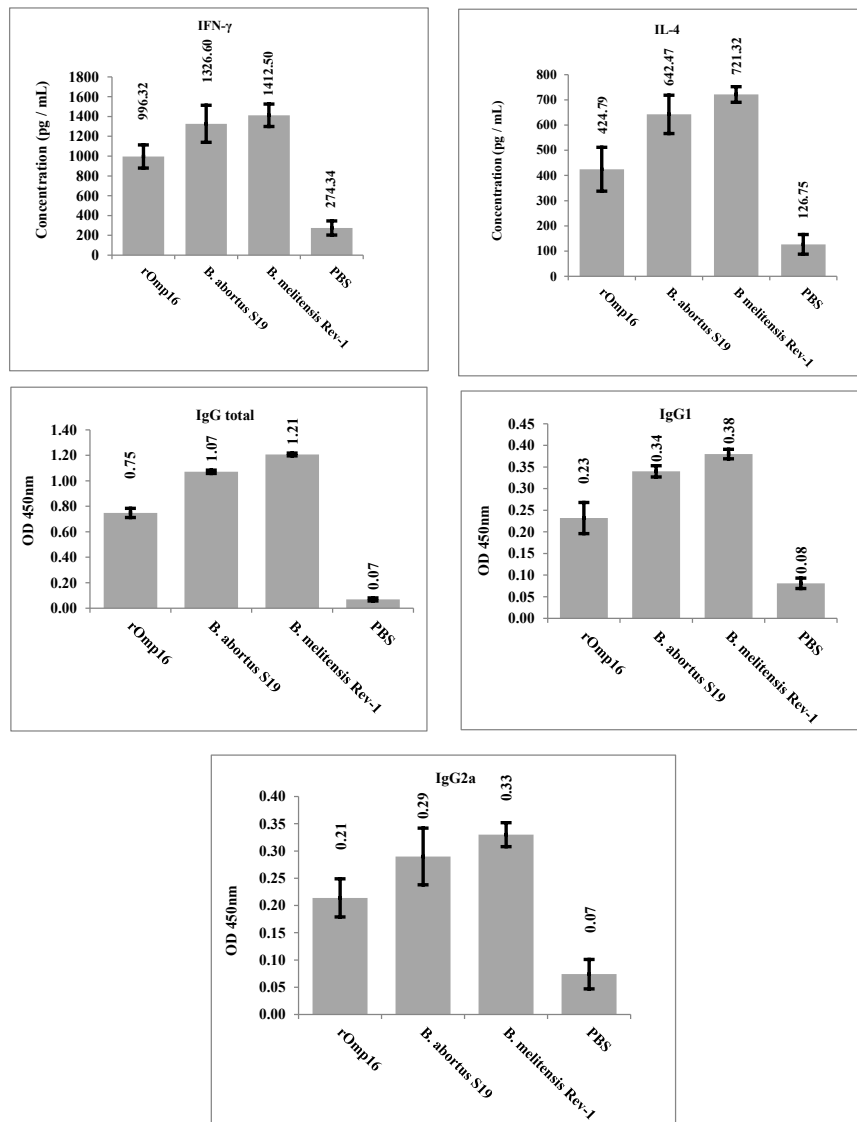 IFN-γ
Concentration (pg / mL)
1800
1600
1400
1200
1000
800
600
400
200
0
996.32
1326.60
1412.50
274.34
rOmp16
B. abortus S19
B. melitensis Rev-1
PBS
IL-4
Concentration (pg / mL)
800
700
600
500
400
300
200
100
0
424.79
642.47
721.32
126.75
rOmp16
B. abortus S19
B melitensis Rev-1
PBS
IgG total
OD 450nm
1.40
1.20
1.00
0.80
0.60
0.40
0.20
0.00
0.75
1.07
1.21
0.07
rOmp16
B. abortus S19
B. melitensis Rev-1
PBS
IgG1
OD 450nm
0.45
0.40
0.35
0.30
0.25
0.20
0.15
0.10
0.05
0.00
0.23
0.34
0.38
0.08
rOmp16
B. abortus S19
B. melitensis Rev-1
PBS
IgG2a
OD 450nm
0.40
0.35
0.30
0.25
0.20
0.15
0.10
0.05
0.00
0.21
0.29
0.33
0.07
rOmp16
B. abortus S19
B. melitensis Rev-1
PBS